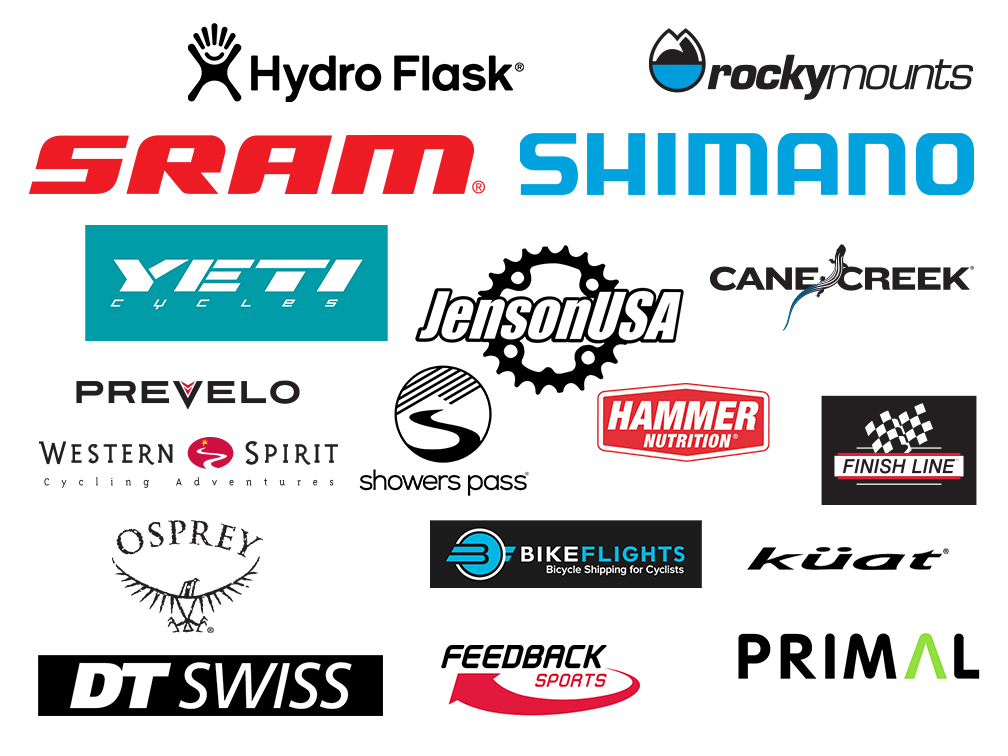 Hydro Flask®
rockymounts
SRAM®
SHIMANO
YETI
cycles
JensonUSA
CANE CREEK®
PREVELO
HAMMER
NUTRITION®
WESTERN SPIRIT
Cycling Adventures
showers pass®
FINISH LINE™
OSPREY
®
BIKEFLIGHTS
Bicycle Shipping for Cyclists
küat®
DT SWISS
FEEDBACK
SPORTS
PRIMAL